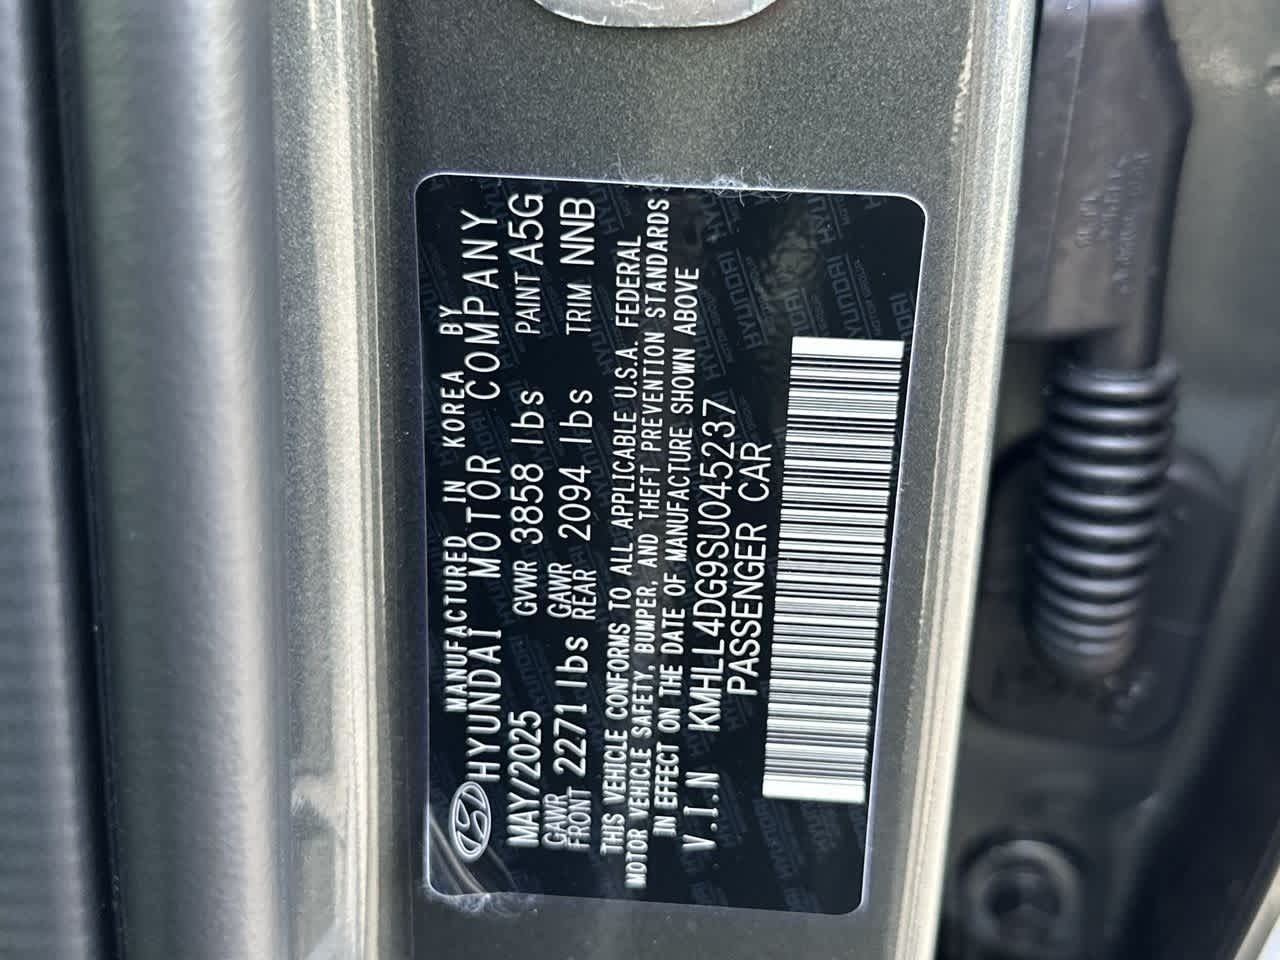 MANUFACTURED IN KOREA BY
HYUNDAI MOTOR COMPANY
MAY/2025 GVWR 3858 lbs PAINT A5G
GAWR FRONT 2271 lbs GAWR REAR 2094 lbs TRIM NNB
THIS VEHICLE CONFORMS TO ALL APPLICABLE U.S.A. FEDERAL
MOTOR VEHICLE SAFETY, BUMPER, AND THEFT PREVENTION STANDARDS
IN EFFECT ON THE DATE OF MANUFACTURE SHOWN ABOVE
V.I.N KMHLL4DG9SU045237
PASSENGER CAR